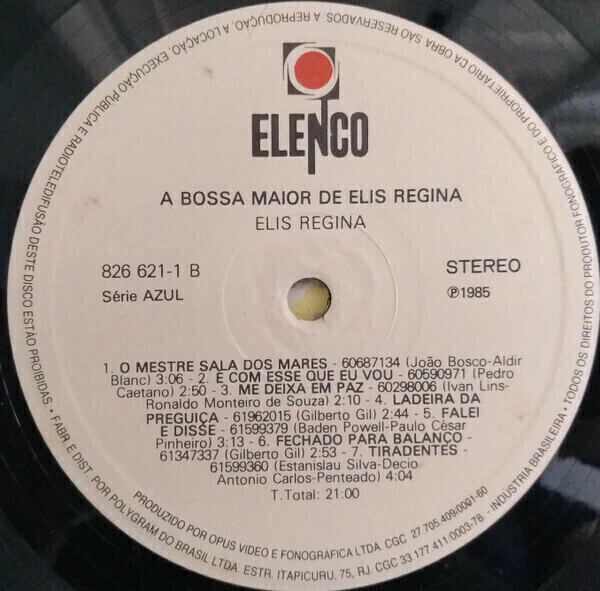 ELENCO
A BOSSA MAIOR DE ELIS REGINA
ELIS REGINA
826 621-1 B
Série AZUL
STEREO
℗1985
1. O MESTRE SALA DOS MARES - 60687134 (João Bosco-Aldir
Blanc) 3:06 - 2. É COM ESSE QUE EU VOU - 60590971 (Pedro
Caetano) 2:50 - 3. ME DEIXA EM PAZ - 60298006 (Ivan Lins-
Ronaldo Monteiro de Souza) 2:10 - 4. LADEIRA DA
PREGUIÇA - 61962015 (Gilberto Gil) 2:44 - 5. FALEI
E DISSE - 61599379 (Baden Powell-Paulo César
Pinheiro) 3:13 - 6. FECHADO PARA BALANÇO -
61347337 (Gilberto Gil) 2:53 - 7. TIRADENTES -
61599360 (Estanislau Silva-Decio
Antonio Carlos-Penteado) 4:04
T. Total: 21:00
PRODUZIDO POR OPUS VIDEO E FONOGRÁFICA LTDA. CGC 27.705.409/0001-60
• FABR. E DIST. POR POLYGRAM DO BRASIL LTDA. ESTR. ITAPICURU, 75, RJ. CGC 33.177.411/0003-78. - INDÚSTRIA BRASILEIRA • TODOS OS DIREITOS DO PRODUTOR FONOGRÁFICO E DO PROPRIETÁRIO DA OBRA SÃO RESERVADOS. A REPRODUÇÃO, A LOCAÇÃO, EXECUÇÃO PÚBLICA E RADIOTELEDIFUSÃO DESTE DISCO ESTÃO PROIBIDAS.